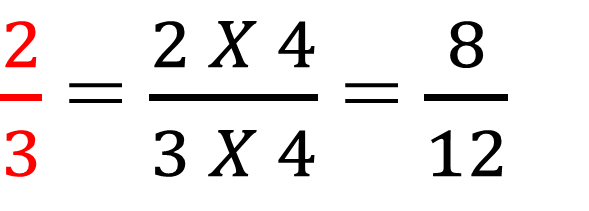 2/3 = 2 X 4 / 3 X 4 = 8/12